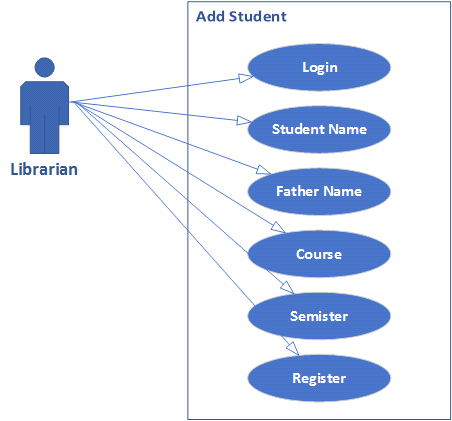 Add Student
Login
Student Name
Father Name
Librarian
Course
Semister
Register